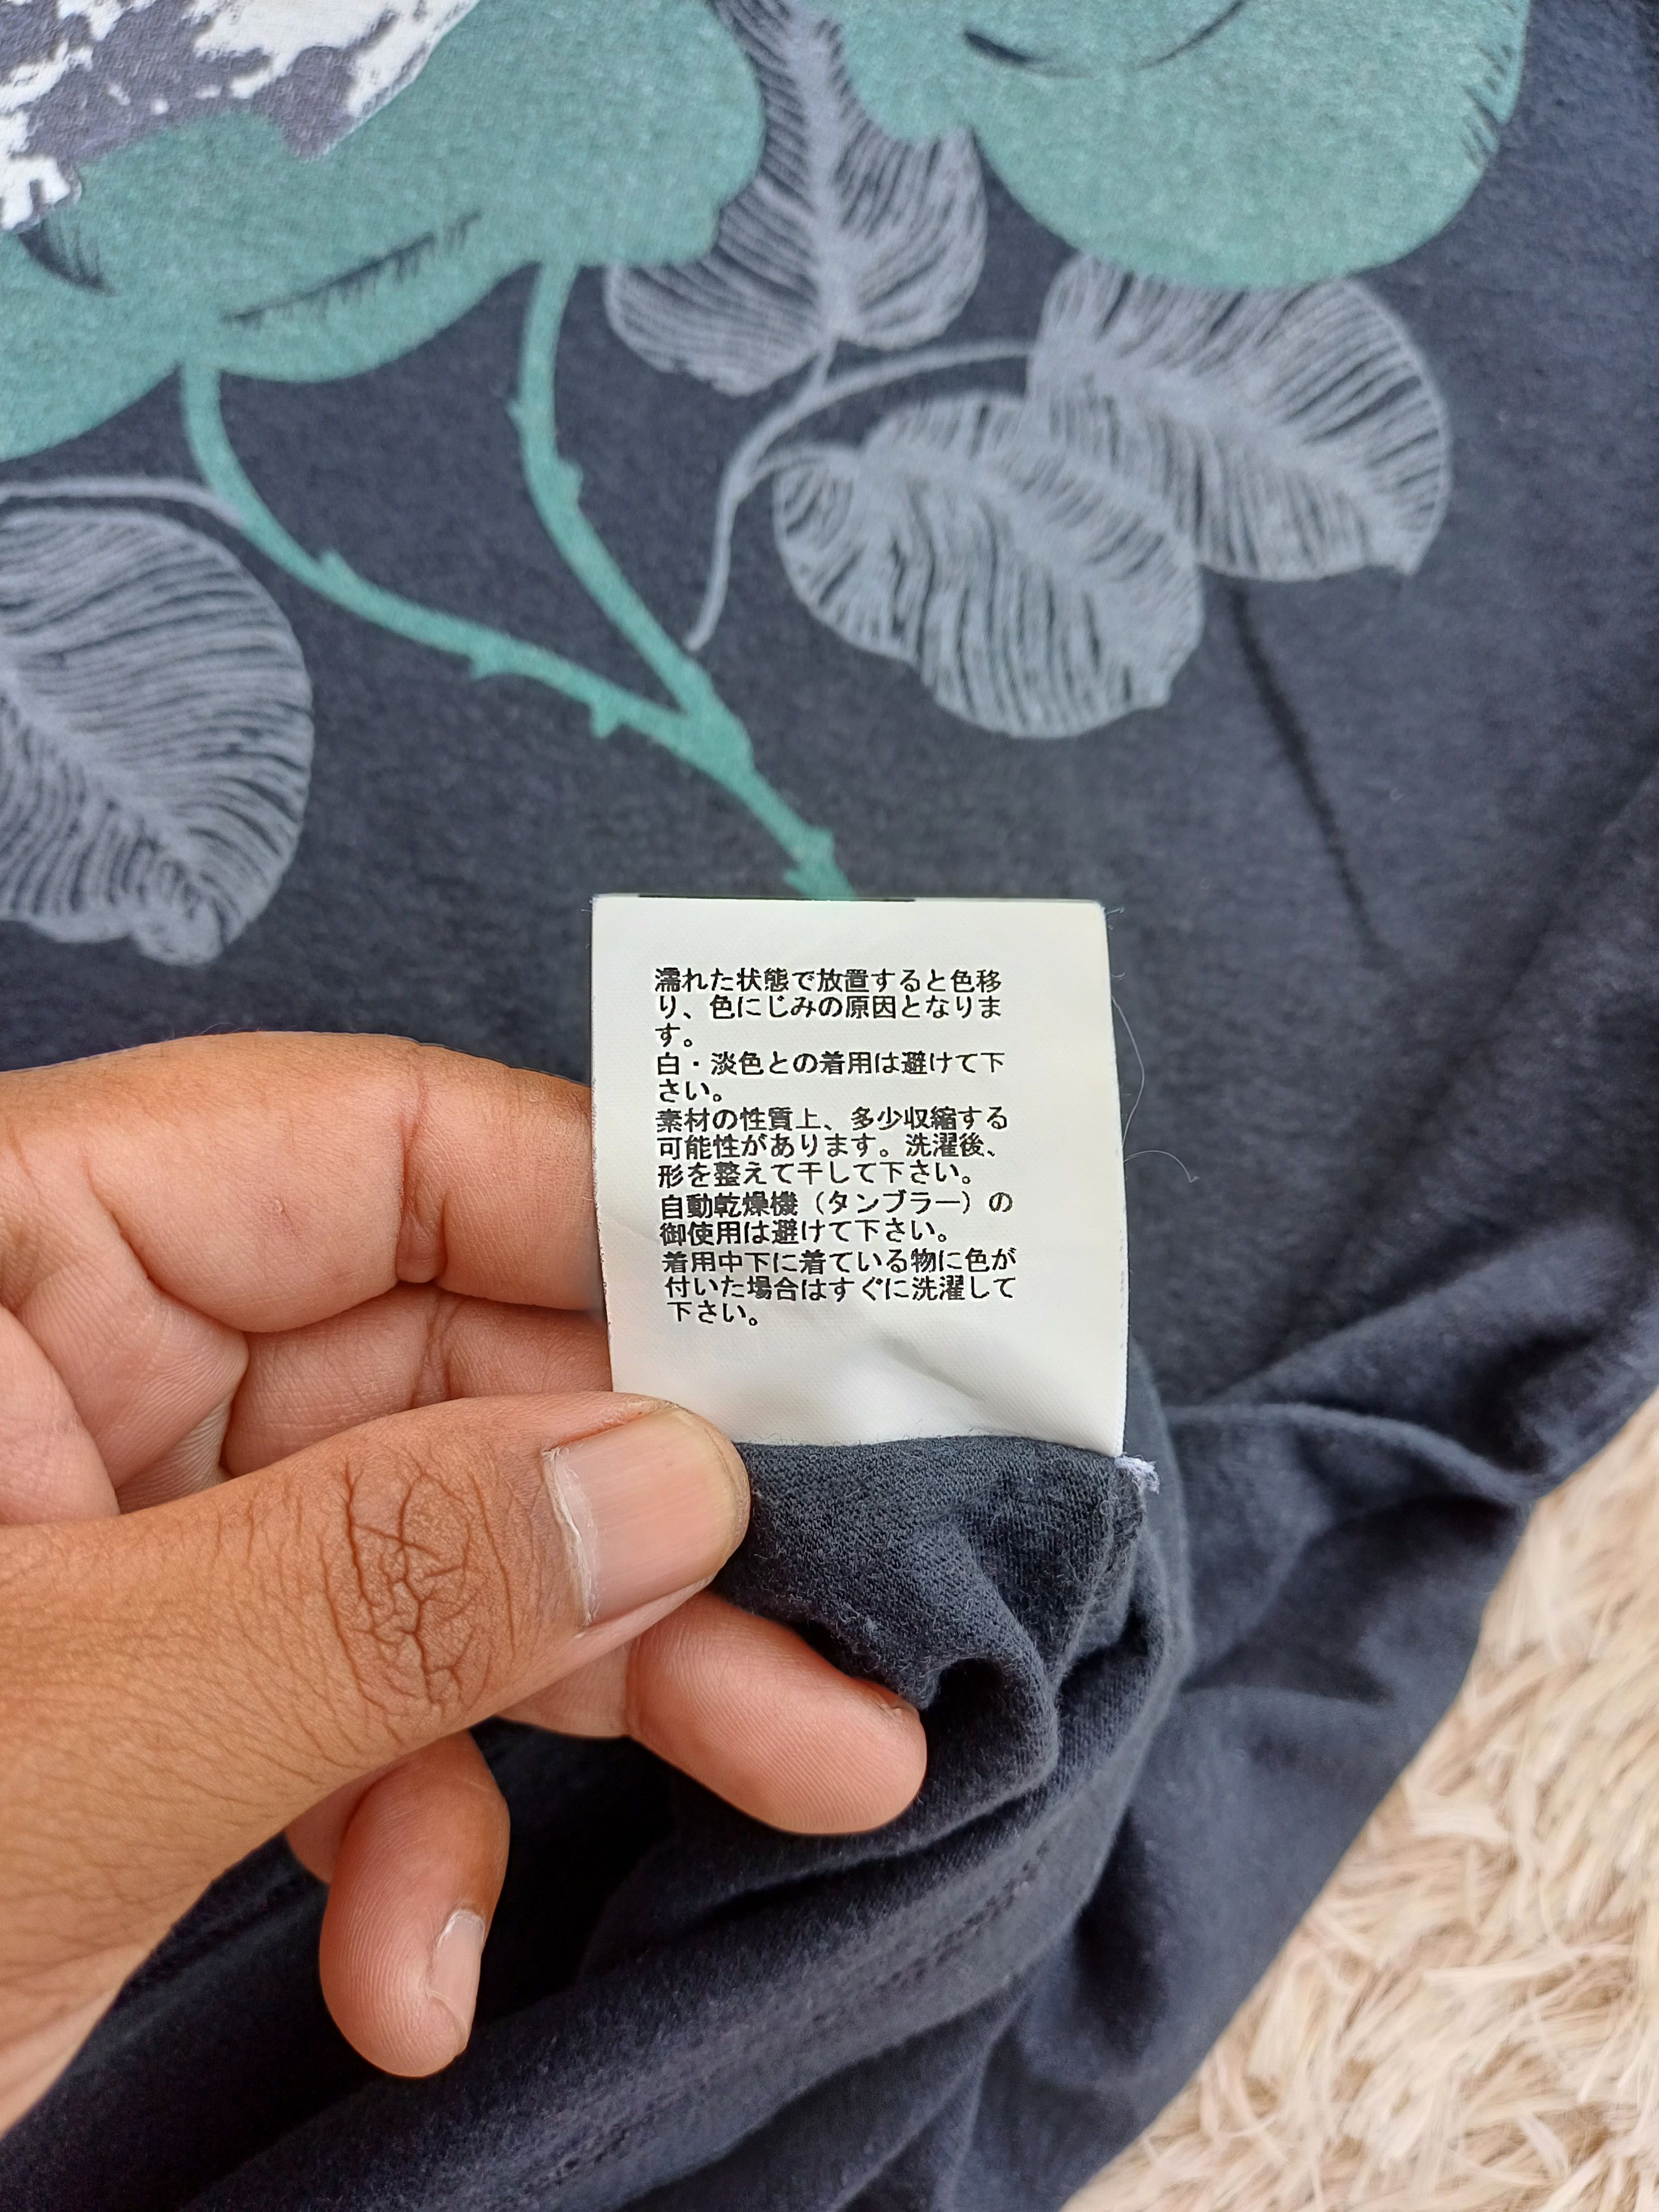 濡れた状態で放置すると色移
り、色にじみの原因となりま
す。
白・淡色との着用は避けて下
さい。
素材の性質上、多少収縮する
可能性があります。洗濯後、
形を整えて干して下さい。
自動乾燥機（タンブラー）の
御使用は避けて下さい。
着用中下に着ている物に色が
付いた場合はすぐに洗濯して
下さい。